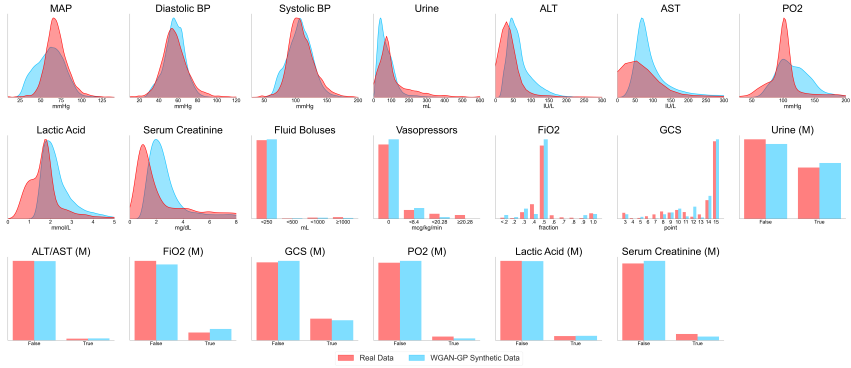 MAP Diastolic BP Systolic BP Urine ALT AST PO2
25 50 75 100 125 20 40 60 80 100 120 50 100 150 200 0 100 200 300 400 500 600 0 50 100 150 200 250 300 0 50 100 150 200 250 300 50 100 150 200
mmHg mmHg mmHg mL IU/L IU/L mmHg
Lactic Acid Serum Creatinine Fluid Boluses Vasopressors FiO2 GCS Urine (M)
0 1 2 3 4 5 0 2 4 6 8 <250 <500 <1000 ≥1000 0 <8.4 <20.28 ≥20.28 <.2 .2 .3 .4 .5 .6 .7 .8 .9 1.0 3 4 5 6 7 8 9 10 11 12 13 14 15 False True
mmol/L mg/dL mL mcg/kg/min fraction point
ALT/AST (M) FiO2 (M) GCS (M) PO2 (M) Lactic Acid (M) Serum Creatinine (M)
False True False True False True False True False True False True
Real Data WGAN-GP Synthetic Data